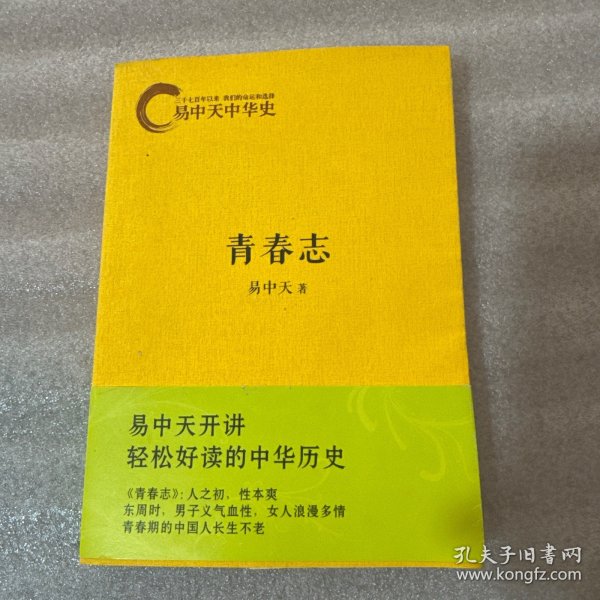 三千七百年以来 我们的命运和选择
易中天中华史
青春志
易中天 著
易中天开讲
轻松好读的中华历史
《青春志》：人之初，性本爽
东周时，男子义气血性，女人浪漫多情
青春期的中国人长生不老
孔夫子旧书网
www.kongfz.com